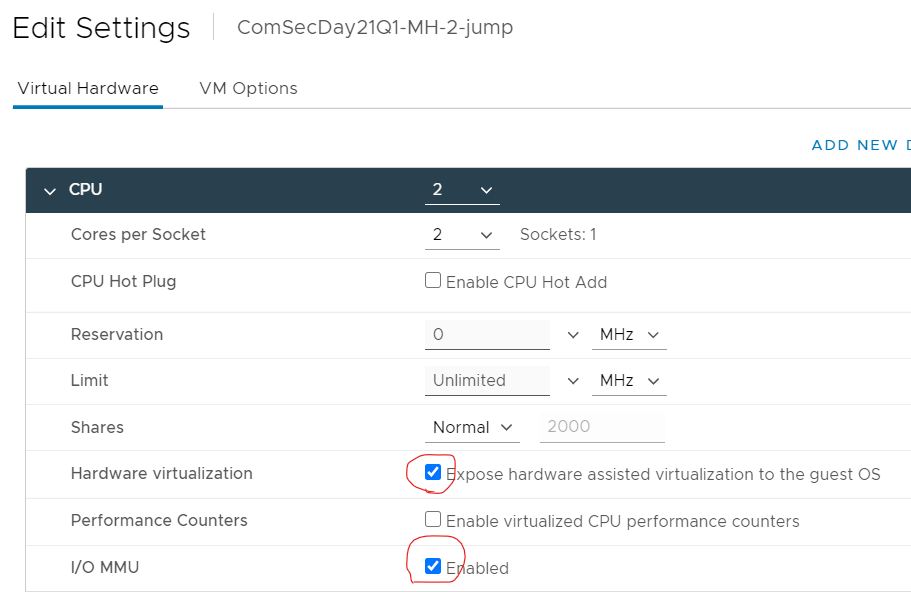 Edit Settings ComSecDay21Q1-MH-2-jump
Virtual Hardware VM Options
ADD NEW
CPU 2
Cores per Socket 2 Sockets: 1
CPU Hot Plug Enable CPU Hot Add
Reservation 0 MHz
Limit Unlimited MHz
Shares Normal 2000
Hardware virtualization Expose hardware assisted virtualization to the guest OS
Performance Counters Enable virtualized CPU performance counters
I/O MMU Enabled